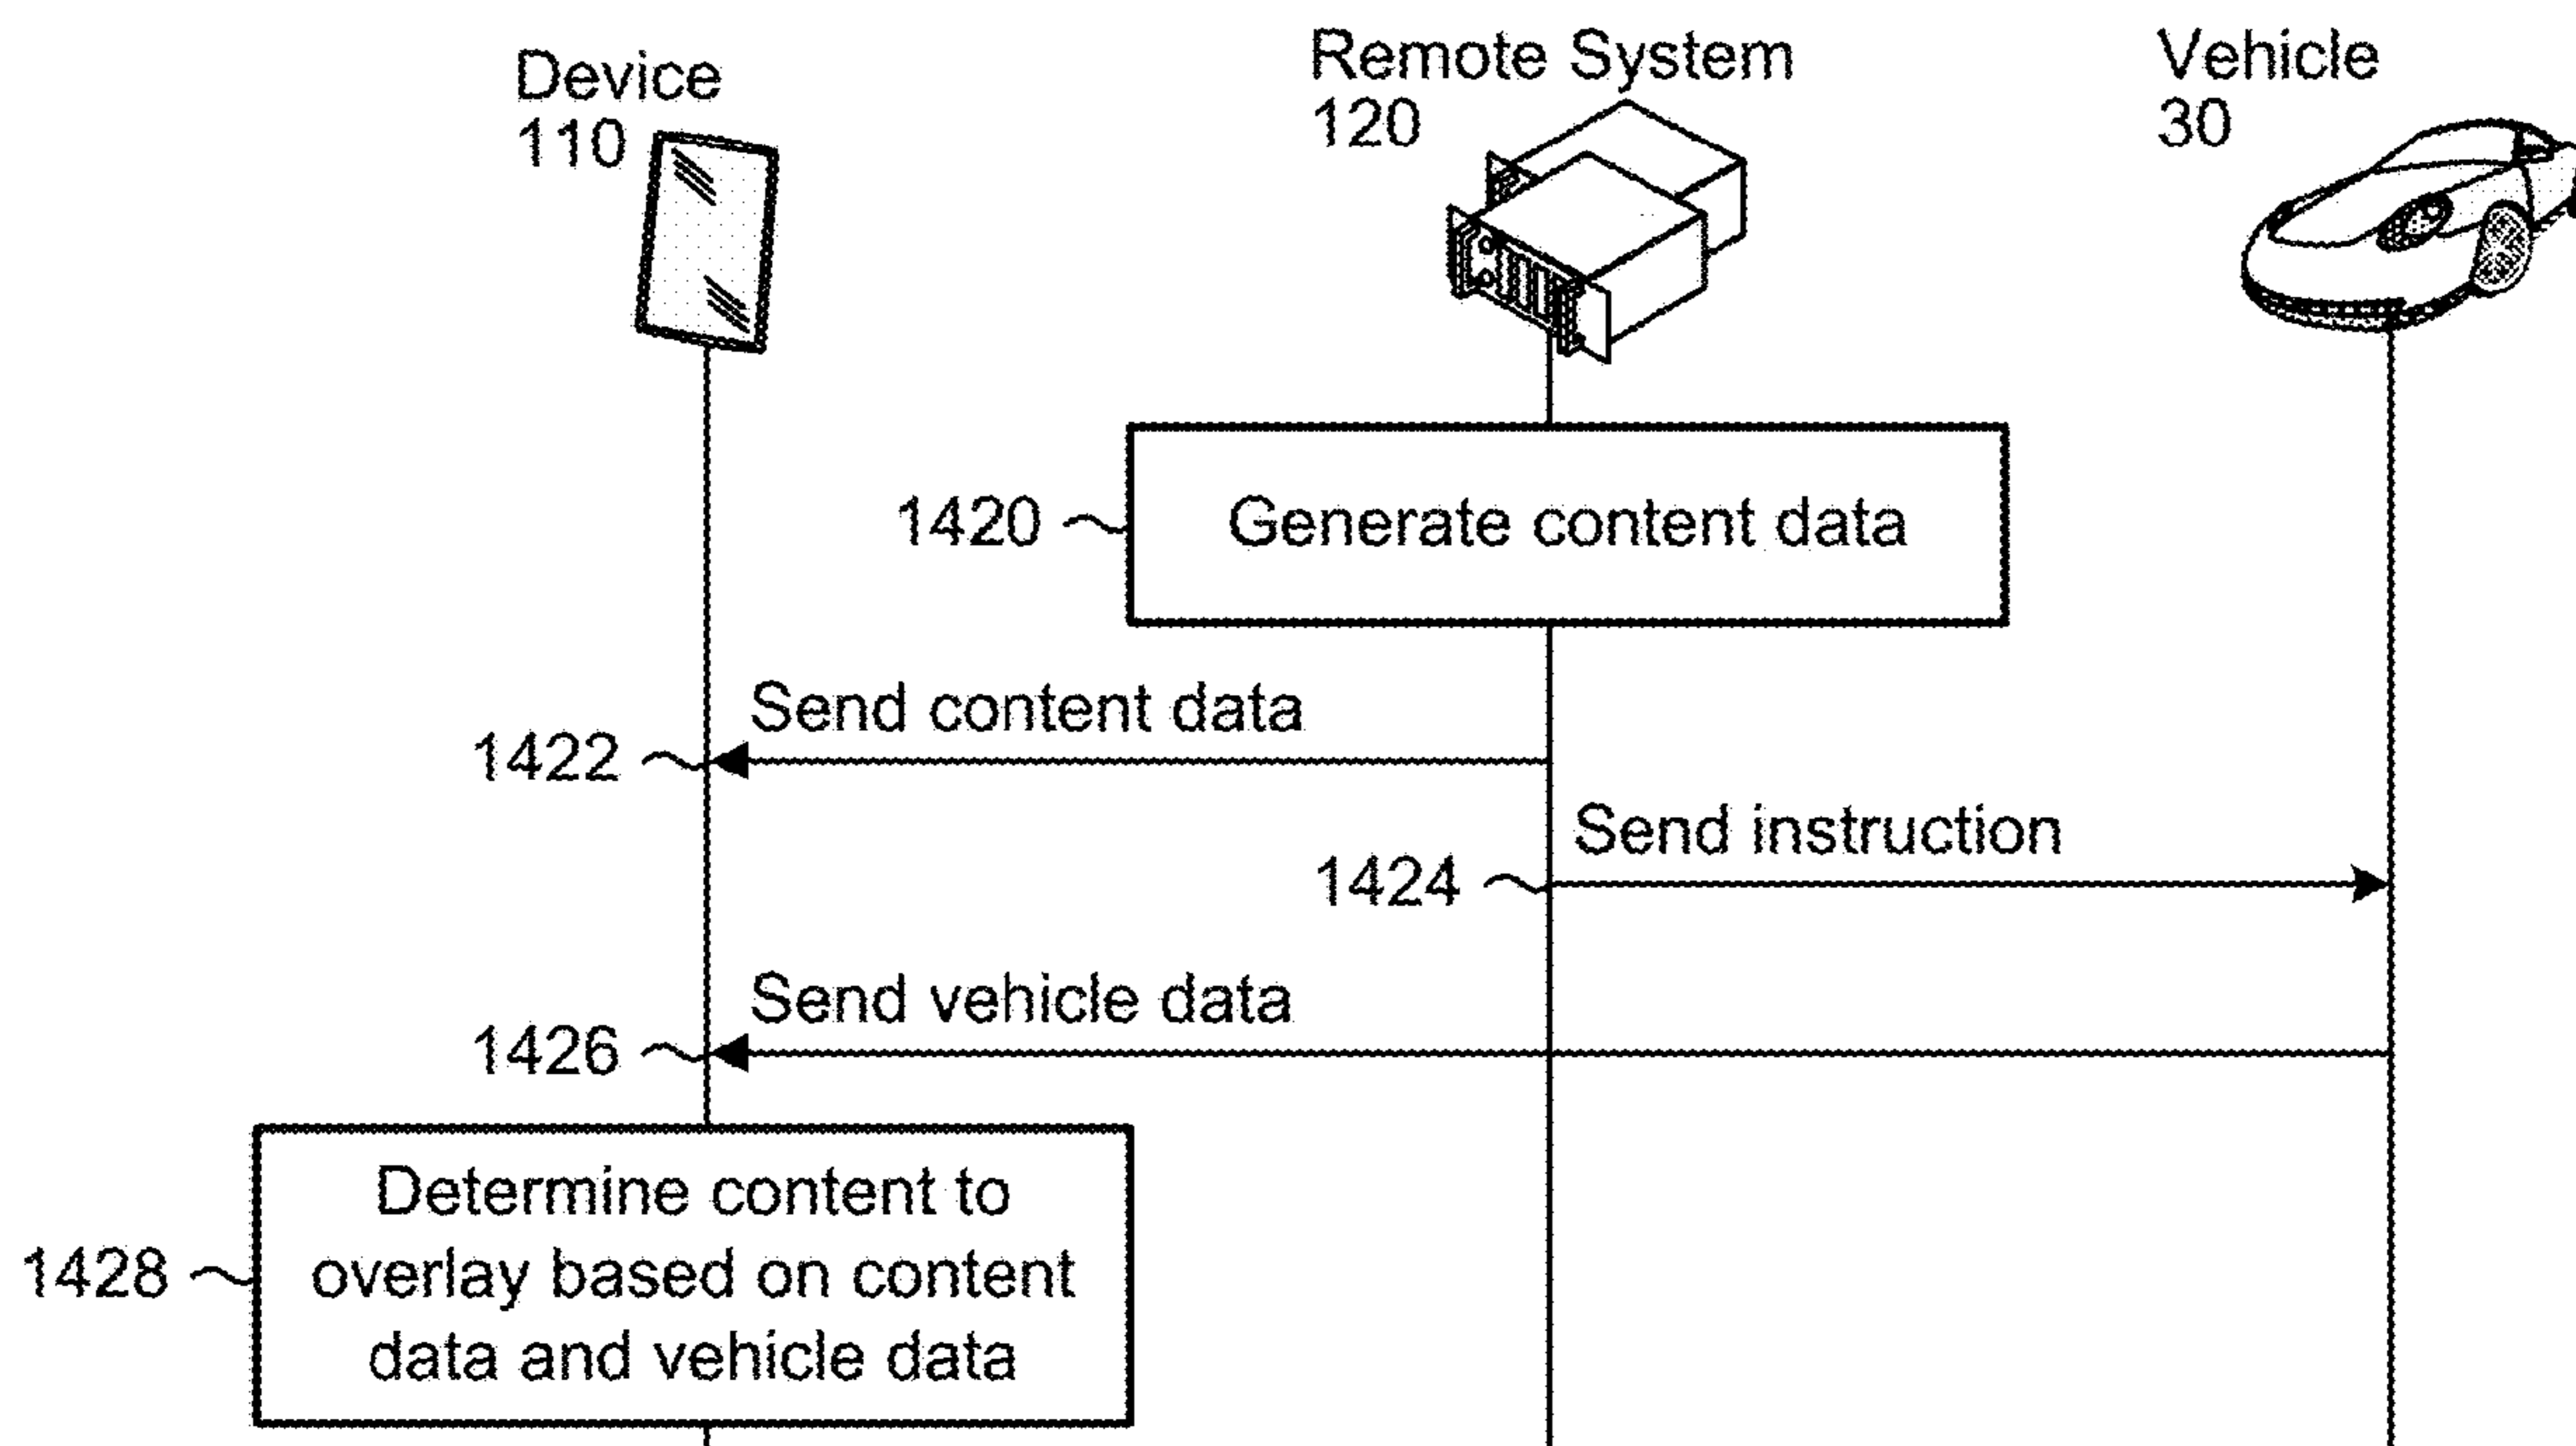 Device
110
Remote System
120
Vehicle
30
1420
Generate content data
Send content data
1422
Send instruction
1424
Send vehicle data
1426
1428
Determine content to
overlay based on content
data and vehicle data